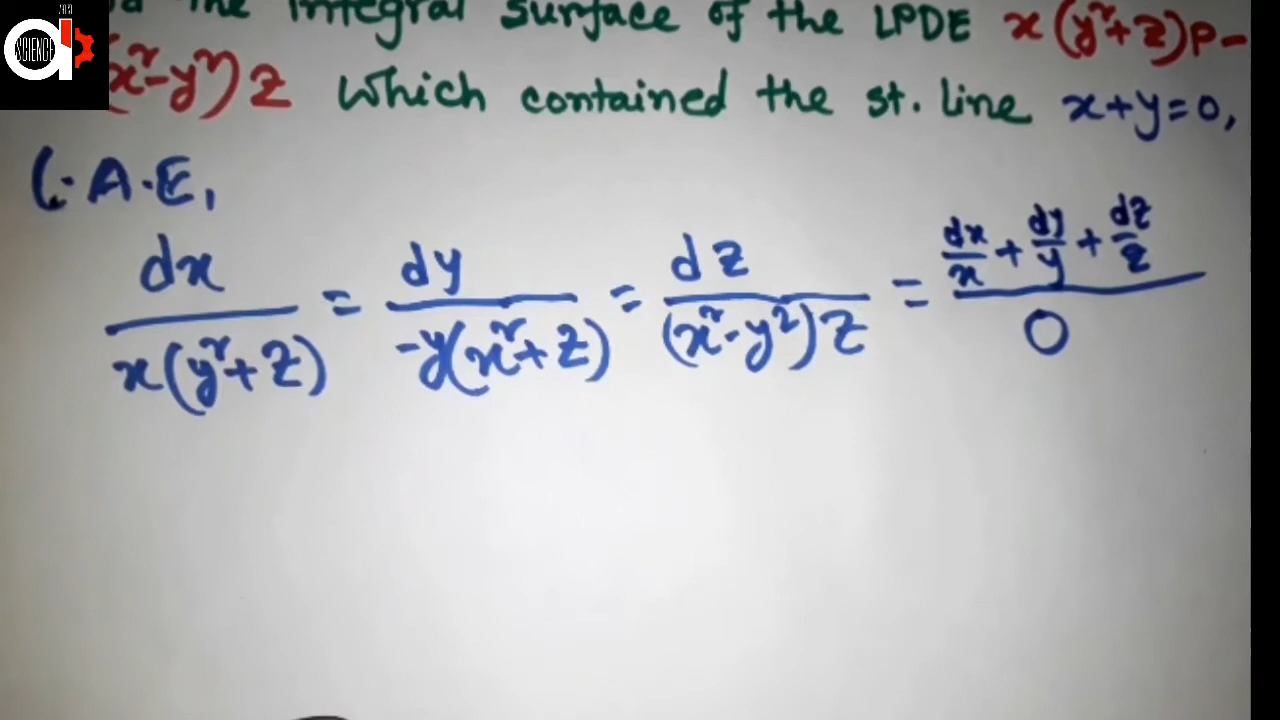 the integral surface of the LPDE x(y²+z)p-
(x²-y²)z which contained the st. line x+y=0,
SCIENCE
A.E,
dx/x(y²+z) = dy/-y(x²+z) = dz/(x²-y²)z = dx/x + dy/y + dz/z / 0